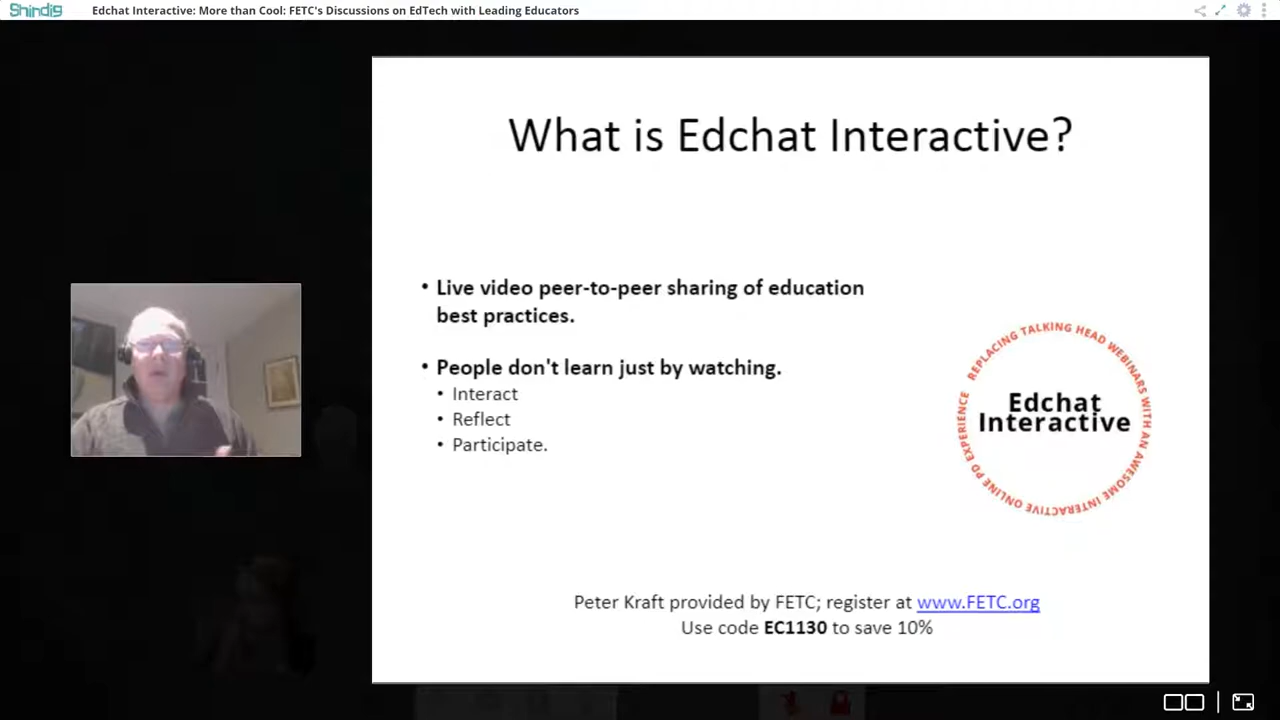 Shindig
Edchat Interactive: More than Cool: FETC's Discussions on EdTech with Leading Educators
What is Edchat Interactive?
• Live video peer-to-peer sharing of education
best practices.
• People don't learn just by watching.
• Interact
• Reflect
• Participate.
REPLACING TALKING HEAD WEBINARS WITH AN AWESOME INTERACTIVE ONLINE PD EXPERIENCE
Edchat
Interactive
Peter Kraft provided by FETC; register at www.FETC.org
Use code EC1130 to save 10%